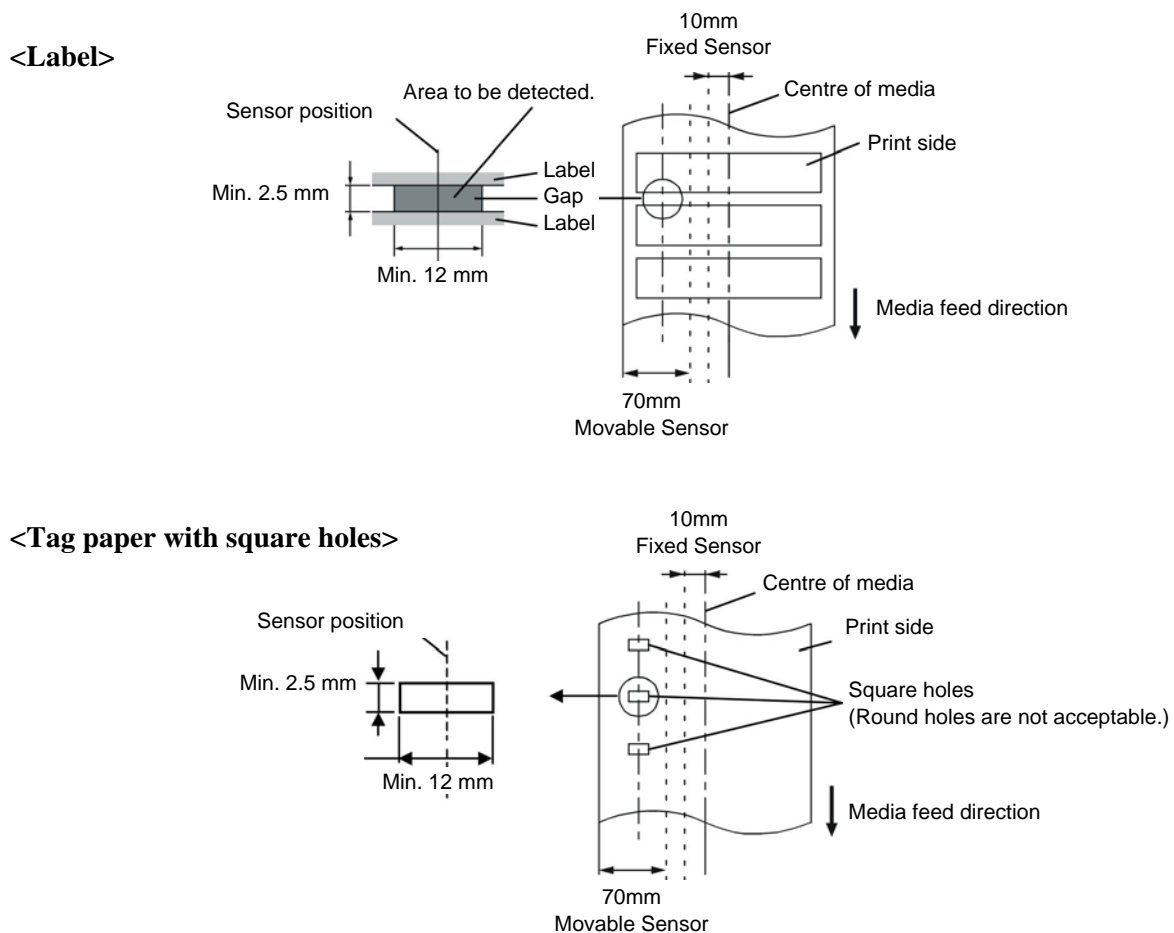 <Label>
10mm
Fixed Sensor
Sensor position
Area to be detected.
Centre of media
Print side
Label
Gap
Label
Min. 2.5 mm
Min. 12 mm
Media feed direction
70mm
Movable Sensor
<Tag paper with square holes>
10mm
Fixed Sensor
Centre of media
Sensor position
Print side
Min. 2.5 mm
Square holes
(Round holes are not acceptable.)
Min. 12 mm
Media feed direction
70mm
Movable Sensor